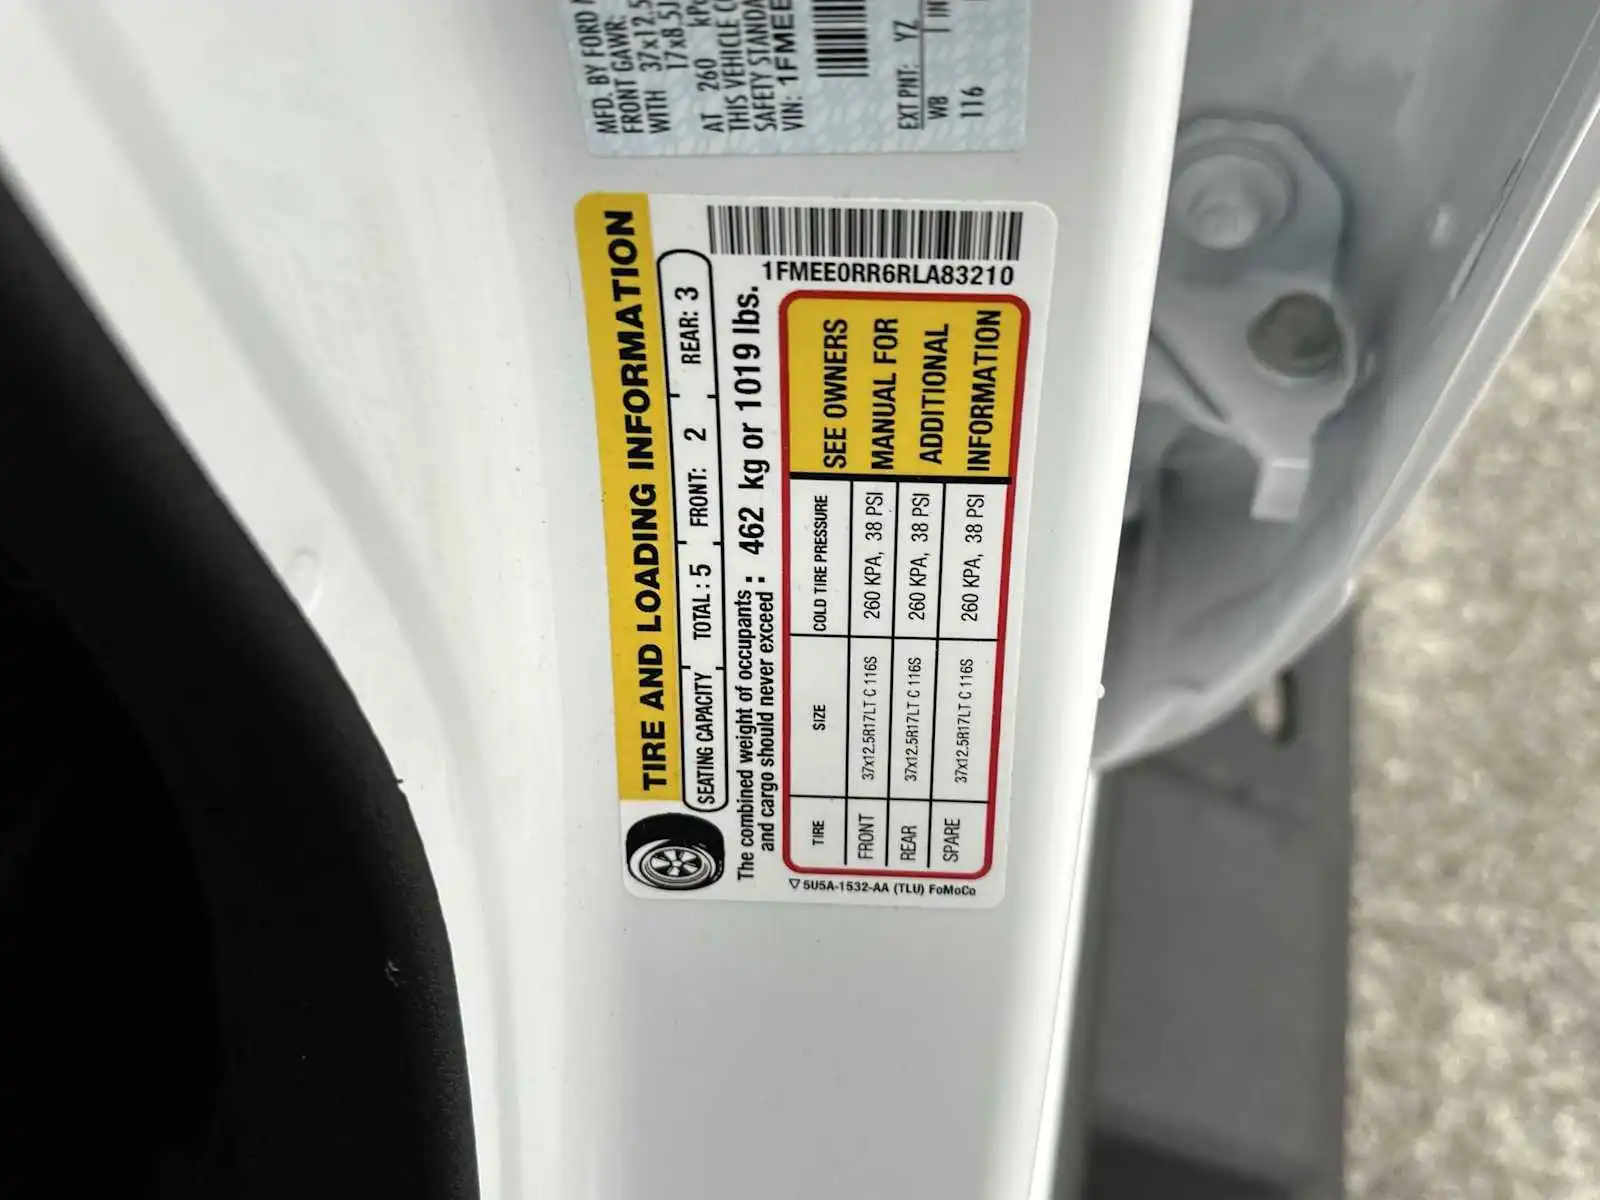 MFD. BY FORD
FRONT GAWR:
WITH 37x12.5
17x8.5J
AT 260 kPa
THIS VEHICLE
SAFETY
VIN: 1FMEE
EXT PNT: YZ
WB
116
TIRE AND LOADING INFORMATION
SEATING CAPACITY TOTAL : 5 FRONT: 2 REAR: 3
The combined weight of occupants
and cargo should never exceed : 462 kg or 1019 lbs.
1FMEE0RR6RLA83210
TIRE SIZE COLD TIRE PRESSURE
FRONT 37x12.5R17LT C 116S 260 KPA, 38 PSI
REAR 37x12.5R17LT C 116S 260 KPA, 38 PSI
SPARE 37x12.5R17LT C 116S 260 KPA, 38 PSI
SEE OWNERS
MANUAL FOR
ADDITIONAL
INFORMATION
5U5A-1532-AA (TLU) FoMoCo